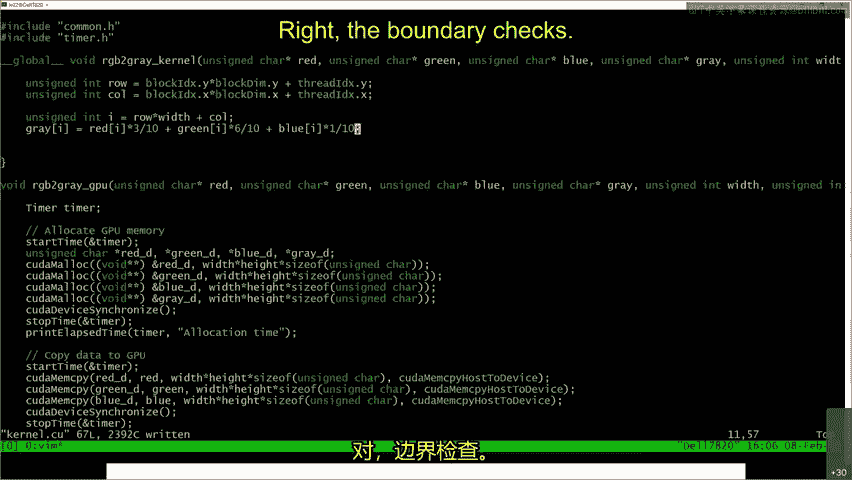 Right, the boundary checks.
#include "common.h"
#include "timer.h"
__global__ void rgb2gray_kernel(unsigned char* red, unsigned char* green, unsigned char* blue, unsigned char* gray, unsigned int widt
unsigned int row = blockIdx.y*blockDim.y + threadIdx.y;
unsigned int col = blockIdx.x*blockDim.x + threadIdx.x;
unsigned int i = row*width + col;
gray[i] = red[i]*3/10 + green[i]*6/10 + blue[i]*1/10;
}
void rgb2gray_gpu(unsigned char* red, unsigned char* green, unsigned char* blue, unsigned char* gray, unsigned int width, unsigned in
Timer timer;
// Allocate GPU memory
startTime(&timer);
unsigned char *red_d, *green_d, *blue_d, *gray_d;
cudaMalloc((void**) &red_d, width*height*sizeof(unsigned char));
cudaMalloc((void**) &green_d, width*height*sizeof(unsigned char));
cudaMalloc((void**) &blue_d, width*height*sizeof(unsigned char));
cudaMalloc((void**) &gray_d, width*height*sizeof(unsigned char));
cudaDeviceSynchronize();
stopTime(&timer);
printElapsedTime(timer, "Allocation time");
// Copy data to GPU
startTime(&timer);
cudaMemcpy(red_d, red, width*height*sizeof(unsigned char), cudaMemcpyHostToDevice);
cudaMemcpy(green_d, green, width*height*sizeof(unsigned char), cudaMemcpyHostToDevice);
cudaMemcpy(blue_d, blue, width*height*sizeof(unsigned char), cudaMemcpyHostToDevice);
cudaDeviceSynchronize();
stopTime(&timer);
"kernel.cu" 67L, 2392C written 11,57
[0] 0:vim* "Dell7820" 16:06 08-feb-
对，边界检查。
+30